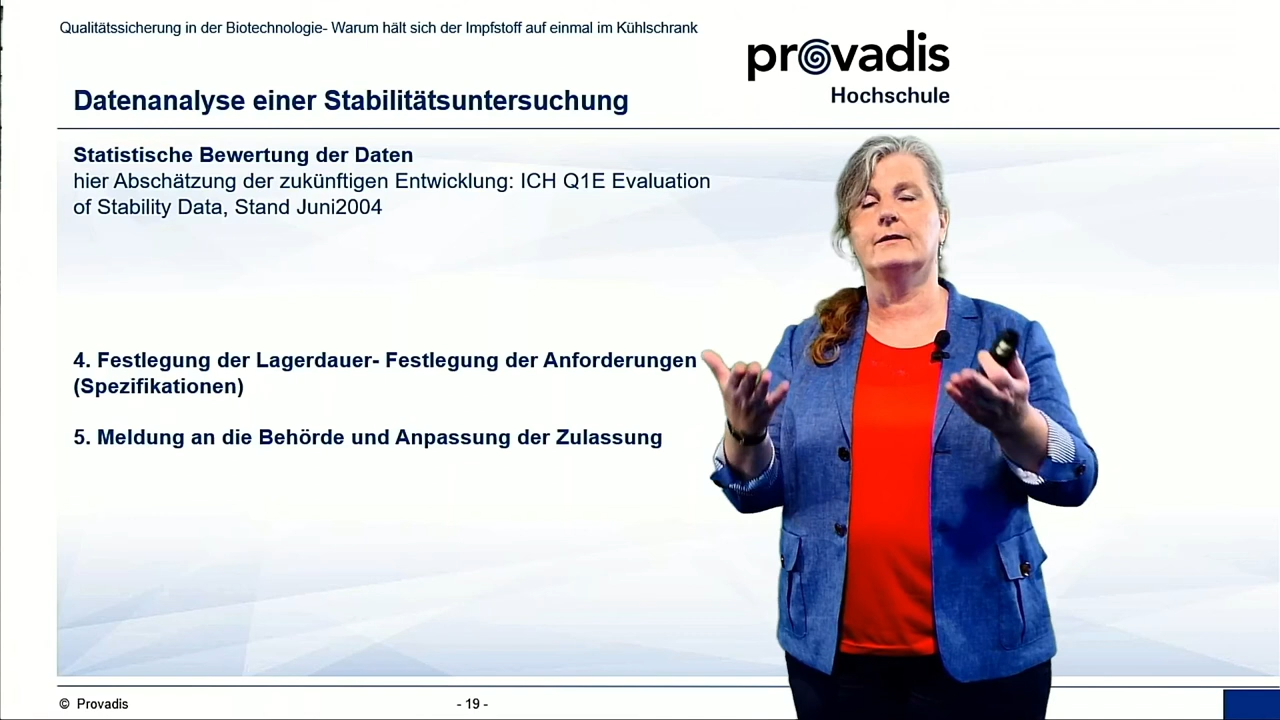 Qualitätssicherung in der Biotechnologie- Warum hält sich der Impfstoff auf einmal im Kühlschrank
provadis
Hochschule
Datenanalyse einer Stabilitätsuntersuchung
Statistische Bewertung der Daten
hier Abschätzung der zukünftigen Entwicklung: ICH Q1E Evaluation
of Stability Data, Stand Juni2004
4. Festlegung der Lagerdauer- Festlegung der Anforderungen
(Spezifikationen)
5. Meldung an die Behörde und Anpassung der Zulassung
© Provadis
- 19 -